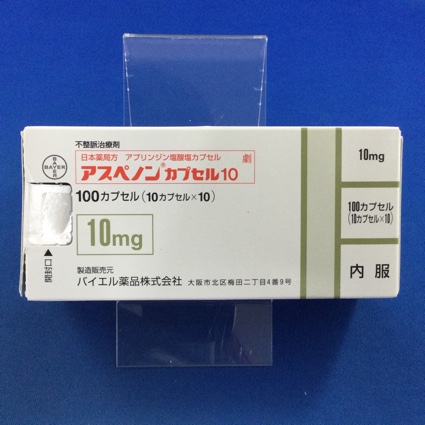 不整脈治療剤
日本薬局方 アプリンジン塩酸塩カプセル
劇
アスペノン®カプセル10
100カプセル(10カプセル×10)
10mg
製造販売元
バイエル薬品株式会社 大阪市北区梅田二丁目4番9号
BAYER
BAYER
▲開封口
10mg
100カプセル
(10カプセル×10)
内服